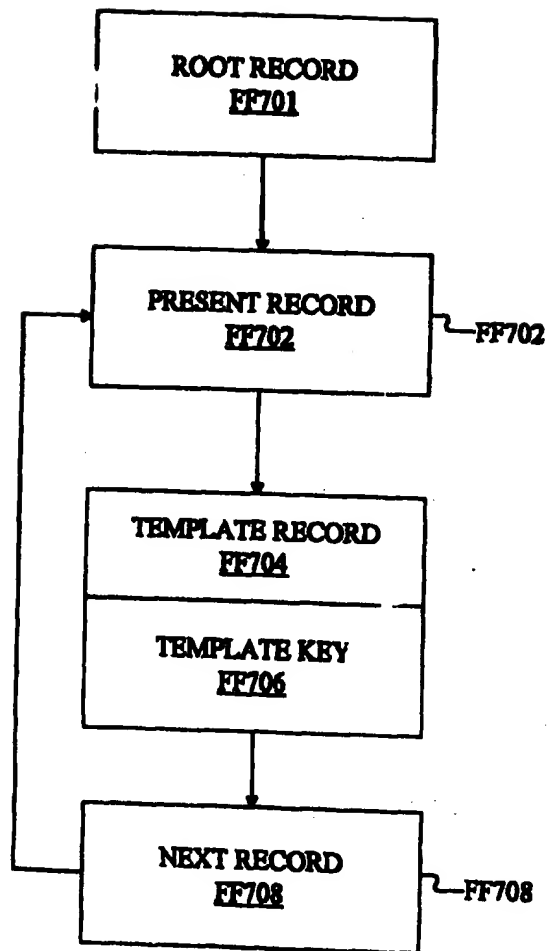 ROOT RECORD
FF701
PRESENT RECORD
FF702
FF702
TEMPLATE RECORD
FF704
TEMPLATE KEY
FF706
NEXT RECORD
FF708
FF708